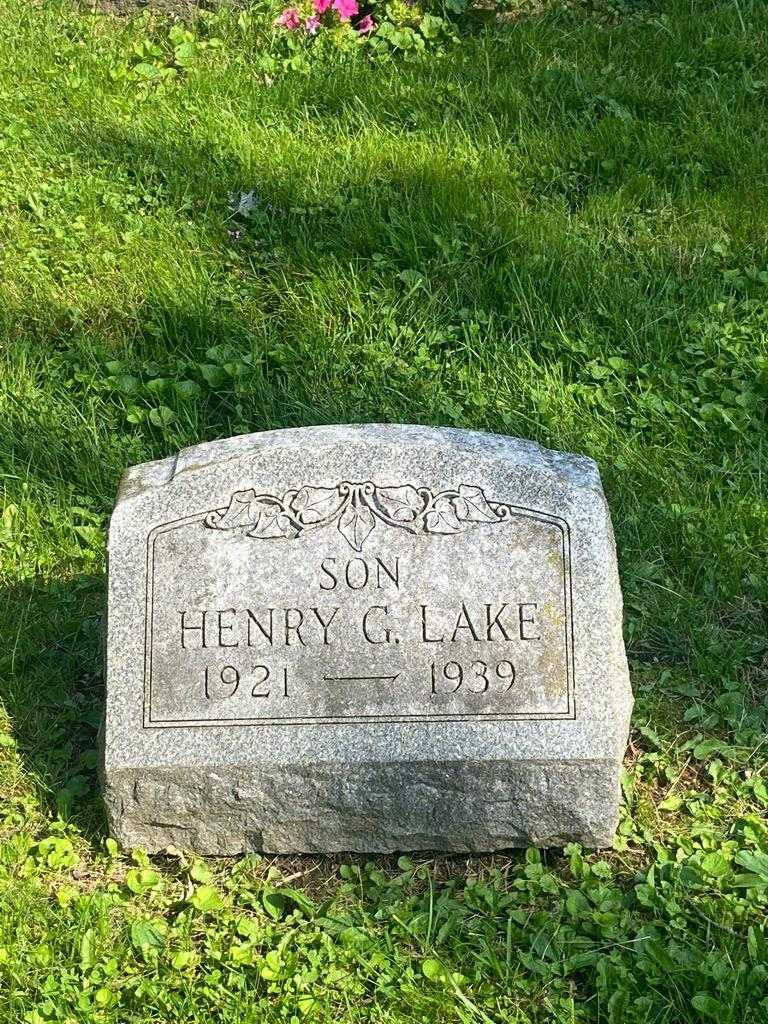 SON
HENRY G. LAKE
1921 — 1939